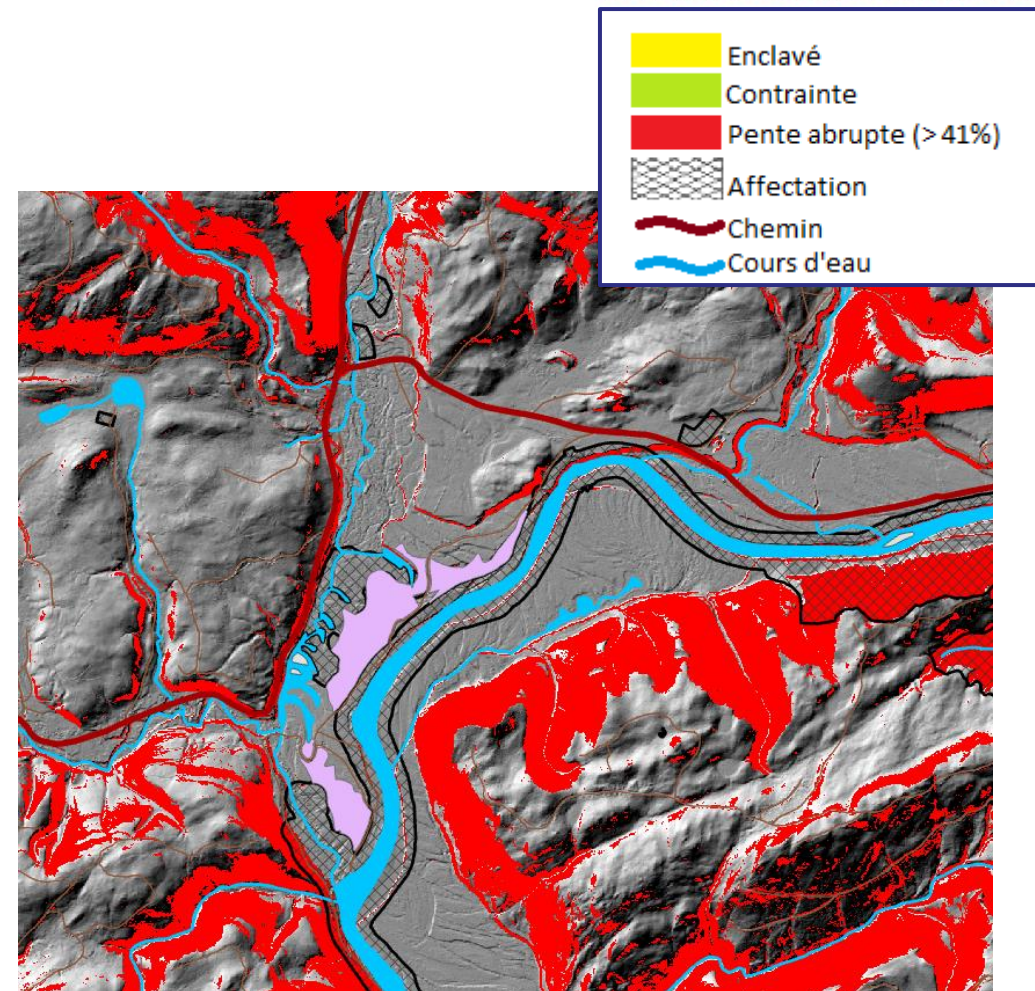 Enclavé
Contrainte
Pente abrupte (> 41%)
Affectation
Chemin
Cours d'eau